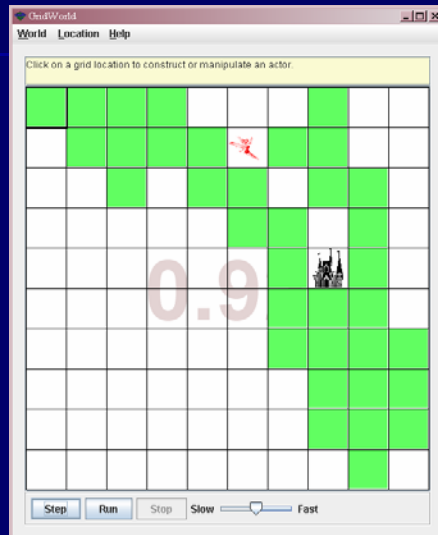 GridWorld
World Location Help
Click on a grid location to construct or manipulate an actor.
0.9
Step Run Stop Slow Fast